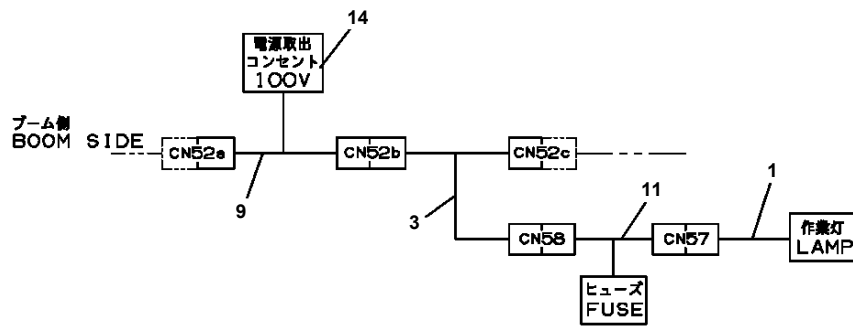 14
電源取出
コンセント
100V
ブーム側
BOOM SIDE
CN52a
CN52b
CN52c
9
3
11
1
CN58
CN57
作業灯
LAMP
ヒューズ
FUSE